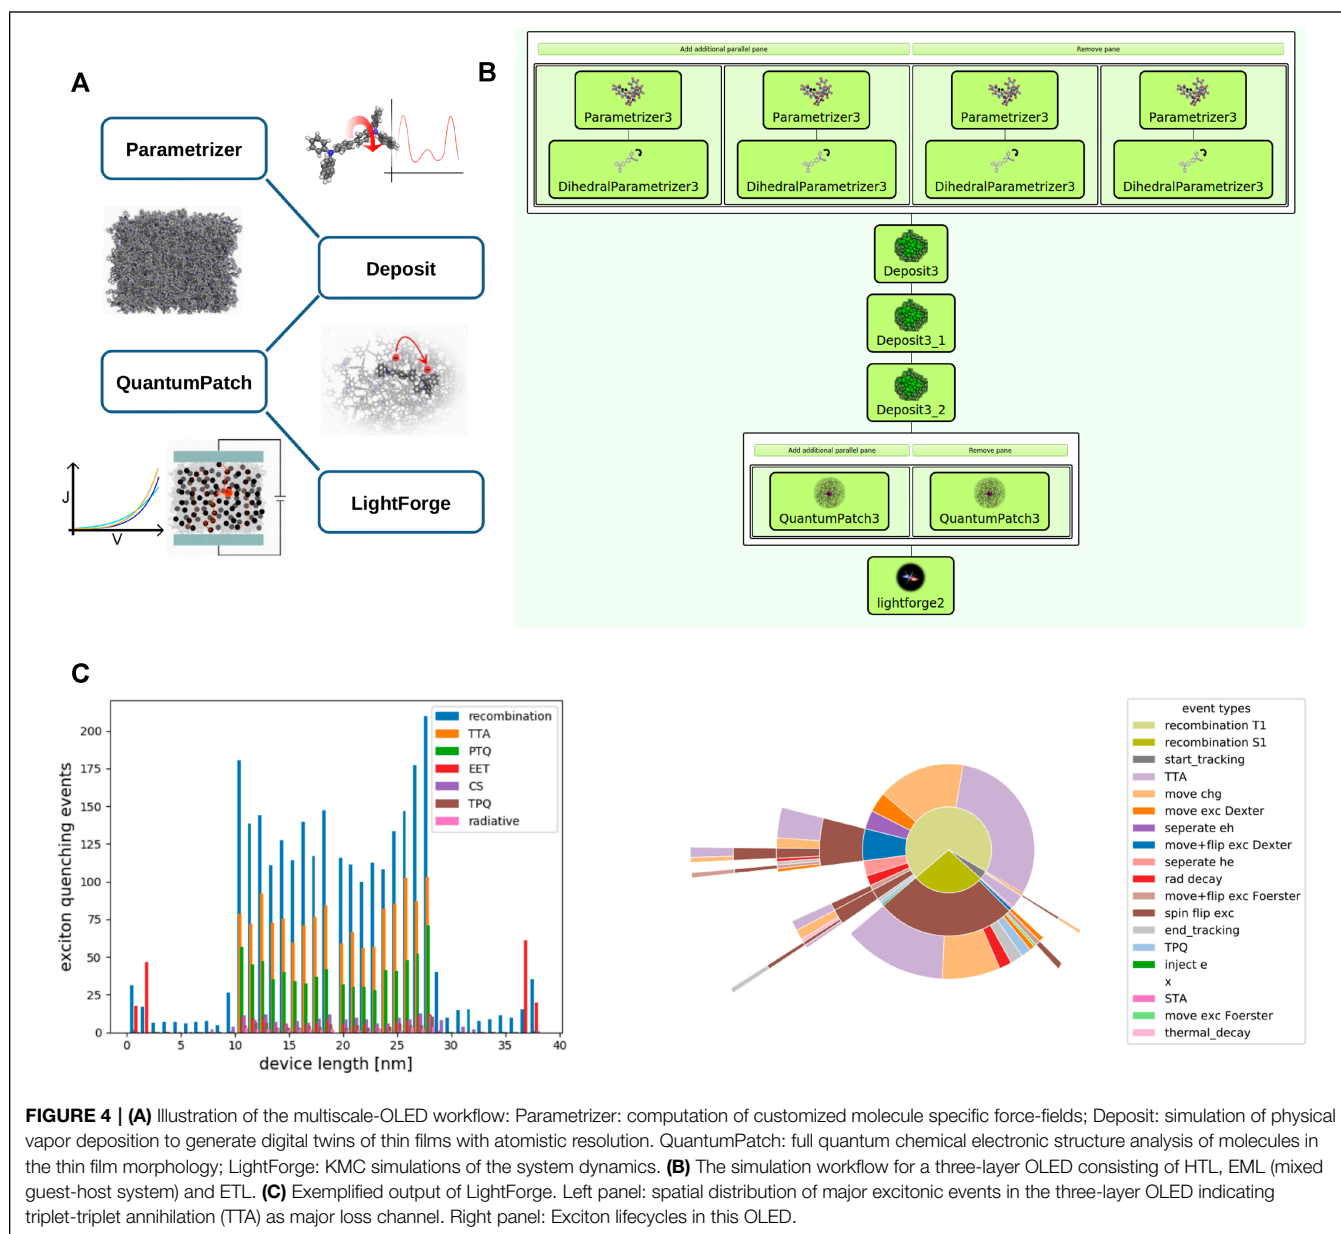 A
Parametrizer
Deposit
QuantumPatch
LightForge
J
V
B
Add additional parallel pane
Remove pane
Parametrizer3
Parametrizer3
Parametrizer3
Parametrizer3
DihedralParametrizer3
DihedralParametrizer3
DihedralParametrizer3
DihedralParametrizer3
Deposit3
Deposit3_1
Deposit3_2
Add additional parallel pane
Remove pane
QuantumPatch3
QuantumPatch3
lightforge2
C
exciton quenching events
200
175
150
125
100
75
50
25
0
0
5
10
15
20
25
30
35
40
device length [nm]
recombination
TTA
PTQ
EET
CS
TPQ
radiative
event types
recombination T1
recombination S1
start_tracking
TTA
move chg
move exc Dexter
seperate eh
move+flip exc Dexter
seperate he
rad decay
move+flip exc Foerster
spin flip exc
end_tracking
TPQ
inject e
x
STA
move exc Foerster
thermal_decay
FIGURE 4 | (A) Illustration of the multiscale-OLED workflow: Parametrizer: computation of customized molecule specific force-fields; Deposit: simulation of physical
vapor deposition to generate digital twins of thin films with atomistic resolution. QuantumPatch: full quantum chemical electronic structure analysis of molecules in
the thin film morphology; LightForge: KMC simulations of the system dynamics. (B) The simulation workflow for a three-layer OLED consisting of HTL, EML (mixed
guest-host system) and ETL. (C) Exemplified output of LightForge. Left panel: spatial distribution of major excitonic events in the three-layer OLED indicating
triplet-triplet annihilation (TTA) as major loss channel. Right panel: Exciton lifecycles in this OLED.